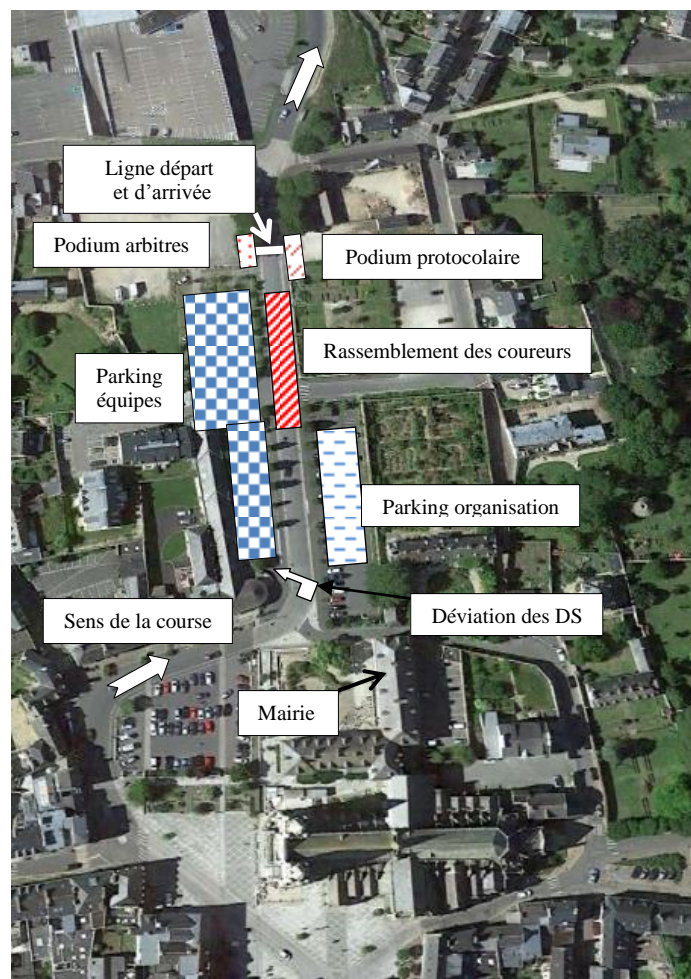 Ligne départ
et d'arrivée
Podium arbitres
Podium protocolaire
Rassemblement des coureurs
Parking
équipes
Parking organisation
Sens de la course
Déviation des DS
Mairie